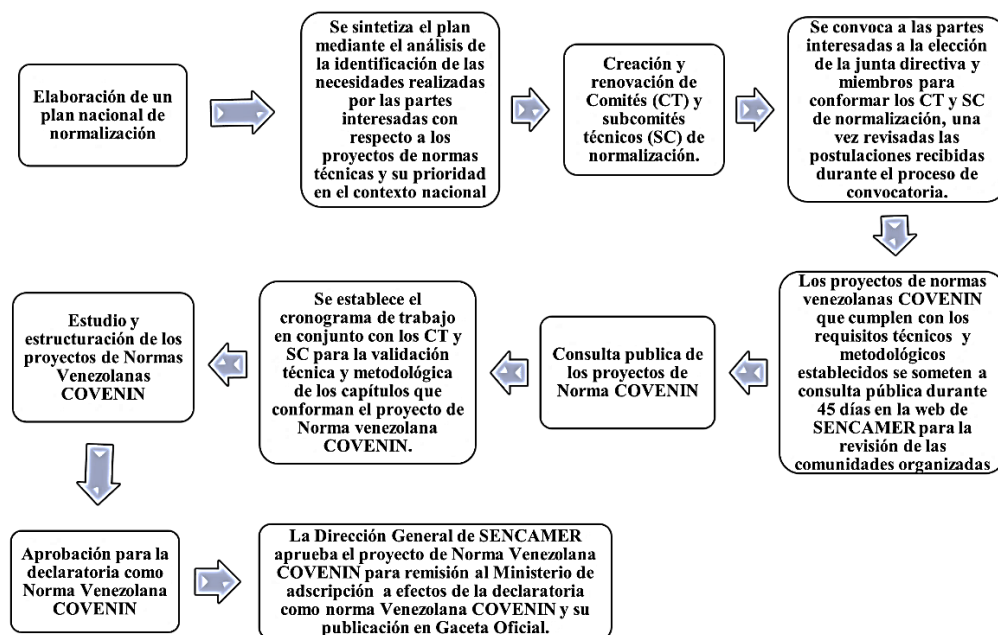 Elaboración de un
plan nacional de
normalización
Se sintetiza el plan
mediante el análisis de
la identificación de las
necesidades realizadas
por las partes
interesadas con
respecto a los
proyectos de normas
técnicas y su prioridad
en el contexto nacional
Creación y
renovación de
Comités (CT) y
subcomités
técnicos (SC) de
normalización.
Se convoca a las partes
interesadas a la elección
de la junta directiva y
miembros para
conformar los CT y SC
de normalización, una
vez revisadas las
postulaciones recibidas
durante el proceso de
convocatoria.
Los proyectos de normas
venezolanas COVENIN
que cumplen con los
requisitos técnicos y
metodológicos
establecidos se someten a
consulta pública durante
45 días en la web de
SENCAMER para la
revisión de las
comunidades organizadas
Consulta publica de
los proyectos de
Norma COVENIN
Se establece el
cronograma de trabajo
en conjunto con los CT y
SC para la validación
técnica y metodológica
de los capítulos que
conforman el proyecto de
Norma venezolana
COVENIN.
Estudio y
estructuración de los
proyectos de Normas
Venezolanas
COVENIN
Aprobación para la
declaratoria como
Norma Venezolana
COVENIN
La Dirección General de SENCAMER
aprueba el proyecto de Norma Venezolana
COVENIN para remisión al Ministerio de
adscripción a efectos de la declaratoria
como norma Venezolana COVENIN y su
publicación en Gaceta Oficial.